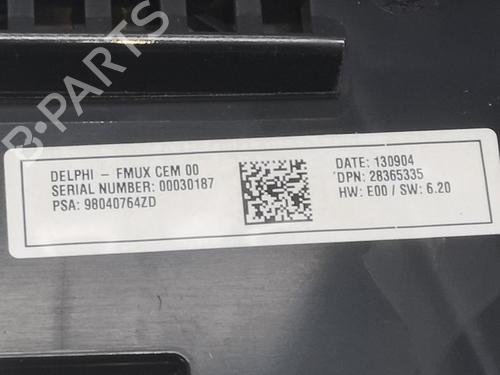 B-PARTS
DELPHI - FMUX CEM 00
SERIAL NUMBER: 00030187
PSA: 98040764ZD
DATE: 130904
DPN: 28365335
HW: E00 / SW: 6.20